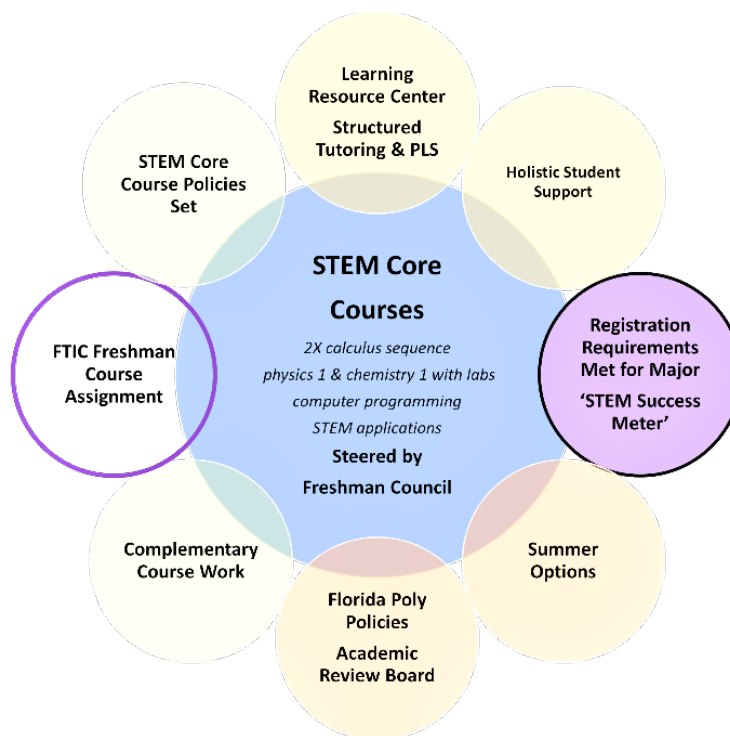 Learning
Resource Center
Structured
Tutoring & PLS
STEM Core
Course Policies
Set
Holistic Student
Support
STEM Core
Courses
2X calculus sequence
physics 1 & chemistry 1 with labs
computer programming
STEM applications
Steered by
Freshman Council
FTIC Freshman
Course
Assignment
Registration
Requirements
Met for Major
‘STEM Success
Meter’
Complementary
Course Work
Summer
Options
Florida Poly
Policies
Academic
Review Board